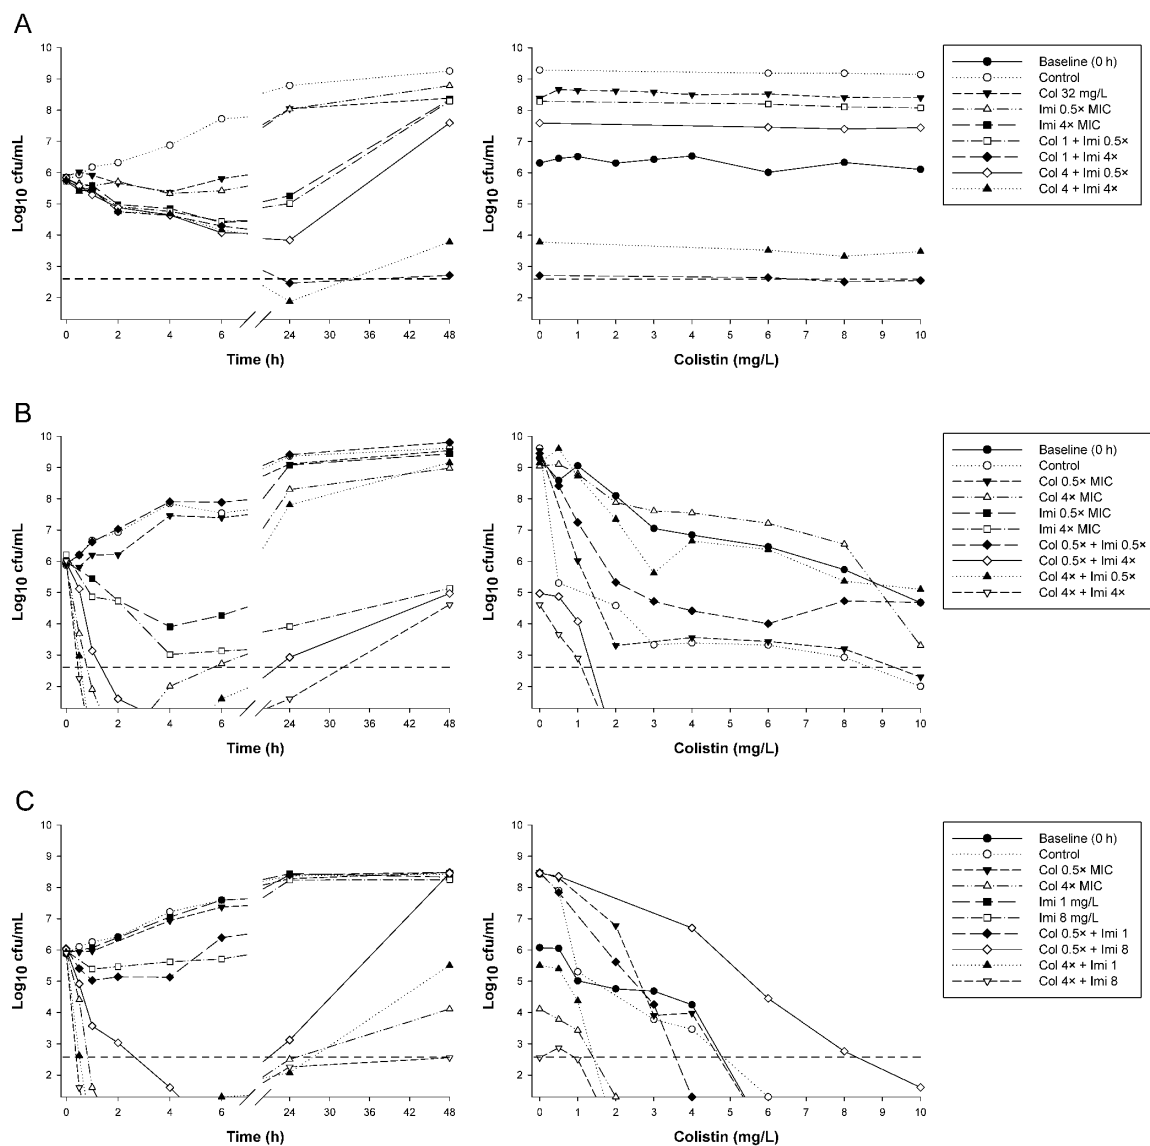 A
10
9
8
7
6
5
4
3
2
Log10 cfu/mL
0 2 4 6 24 30 36 42 48
Time (h)
10
9
8
7
6
5
4
3
2
Log10 cfu/mL
0 1 2 3 4 6 8 10
Colistin (mg/L)
Baseline (0 h)
Control
Col 32 mg/L
Imi 0.5× MIC
Imi 4× MIC
Col 1 + Imi 0.5×
Col 1 + Imi 4×
Col 4 + Imi 0.5×
Col 4 + Imi 4×
B
10
9
8
7
6
5
4
3
2
Log10 cfu/mL
0 2 4 6 24 30 36 42 48
Time (h)
10
9
8
7
6
5
4
3
2
Log10 cfu/mL
0 1 2 3 4 6 8 10
Colistin (mg/L)
Baseline (0 h)
Control
Col 0.5× MIC
Col 4× MIC
Imi 0.5× MIC
Imi 4× MIC
Col 0.5× + Imi 0.5×
Col 0.5× + Imi 4×
Col 4× + Imi 0.5×
Col 4× + Imi 4×
C
10
9
8
7
6
5
4
3
2
Log10 cfu/mL
0 2 4 6 24 30 36 42 48
Time (h)
10
9
8
7
6
5
4
3
2
Log10 cfu/mL
0 1 2 3 4 6 8 10
Colistin (mg/L)
Baseline (0 h)
Control
Col 0.5× MIC
Col 4× MIC
Imi 1 mg/L
Imi 8 mg/L
Col 0.5× + Imi 1
Col 0.5× + Imi 8
Col 4× + Imi 1
Col 4× + Imi 8